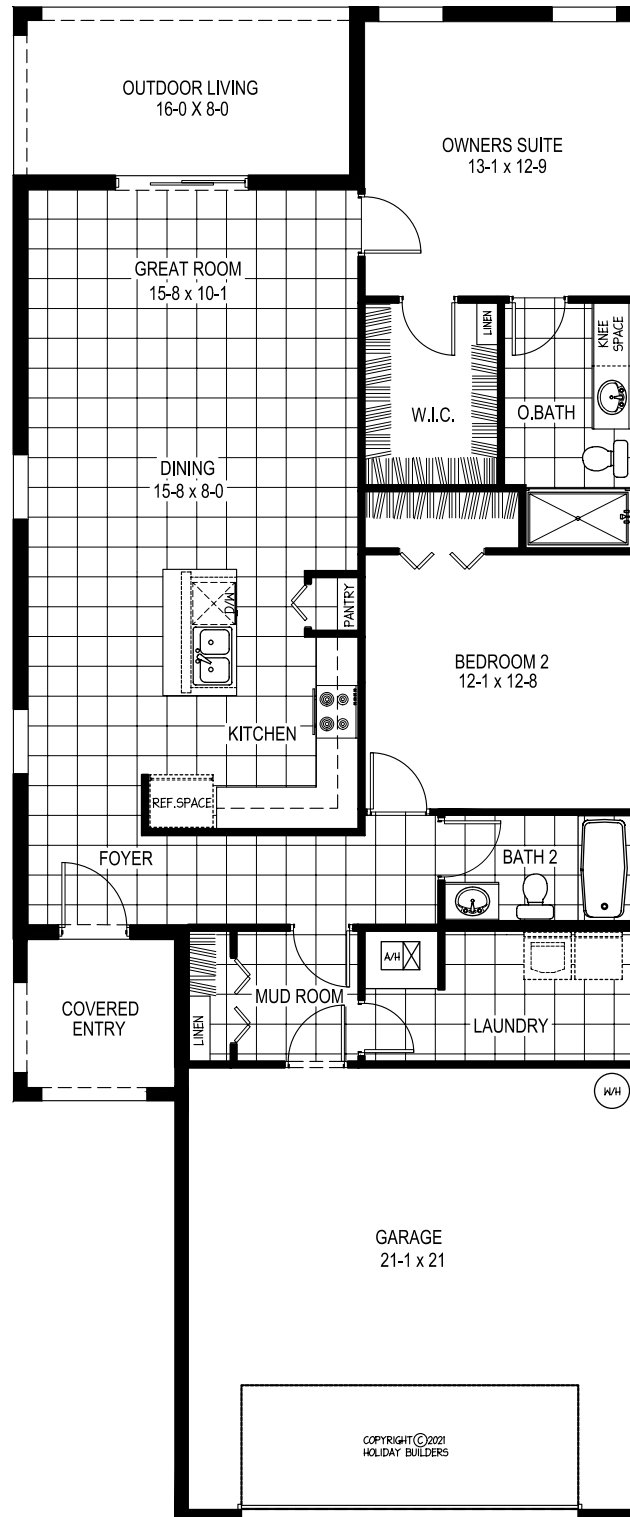 OUTDOOR LIVING
16-0 X 8-0
OWNERS SUITE
13-1 x 12-9
GREAT ROOM
15-8 x 10-1
LINEN
KNEE
SPACE
W.I.C.
O.BATH
DINING
15-8 x 8-0
D/W
PANTRY
BEDROOM 2
12-1 x 12-8
KITCHEN
REF.SPACE
FOYER
BATH 2
A/H
MUD ROOM
COVERED
ENTRY
LINEN
LAUNDRY
W/H
GARAGE
21-1 x 21
COPYRIGHT©2021
HOLIDAY BUILDERS